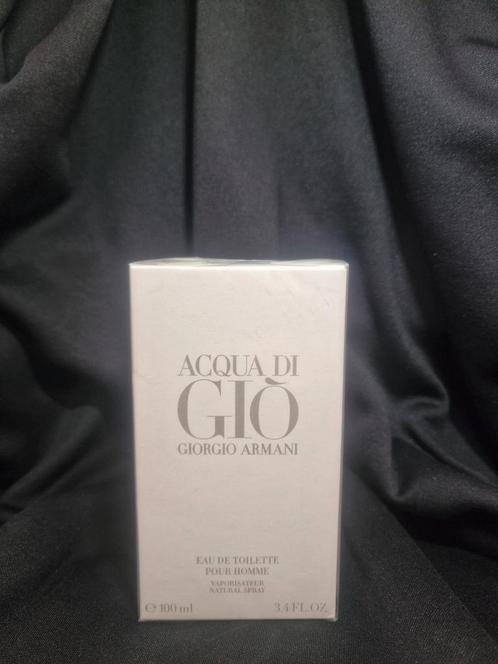 ACQUA DI
GIÒ
GIORGIO ARMANI
EAU DE TOILETTE
POUR HOMME
VAPORISATEUR
NATURAL SPRAY
℮ 100 ml 3.4 FL.OZ.